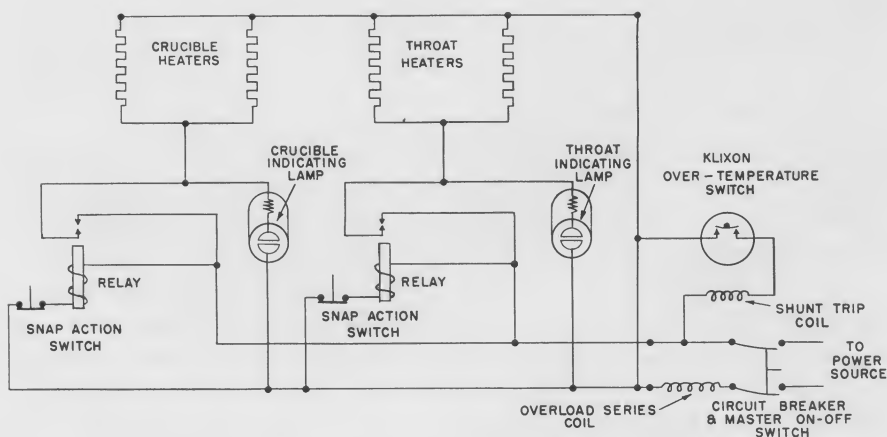 CRUCIBLE
HEATERS
THROAT
HEATERS
CRUCIBLE
INDICATING
LAMP
THROAT
INDICATING
LAMP
KLIXON
OVER-TEMPERATURE
SWITCH
RELAY
RELAY
SNAP ACTION
SWITCH
SNAP ACTION
SWITCH
SHUNT TRIP
COIL
TO
POWER
SOURCE
OVERLOAD SERIES
COIL
CIRCUIT BREAKER
& MASTER ON-OFF
SWITCH